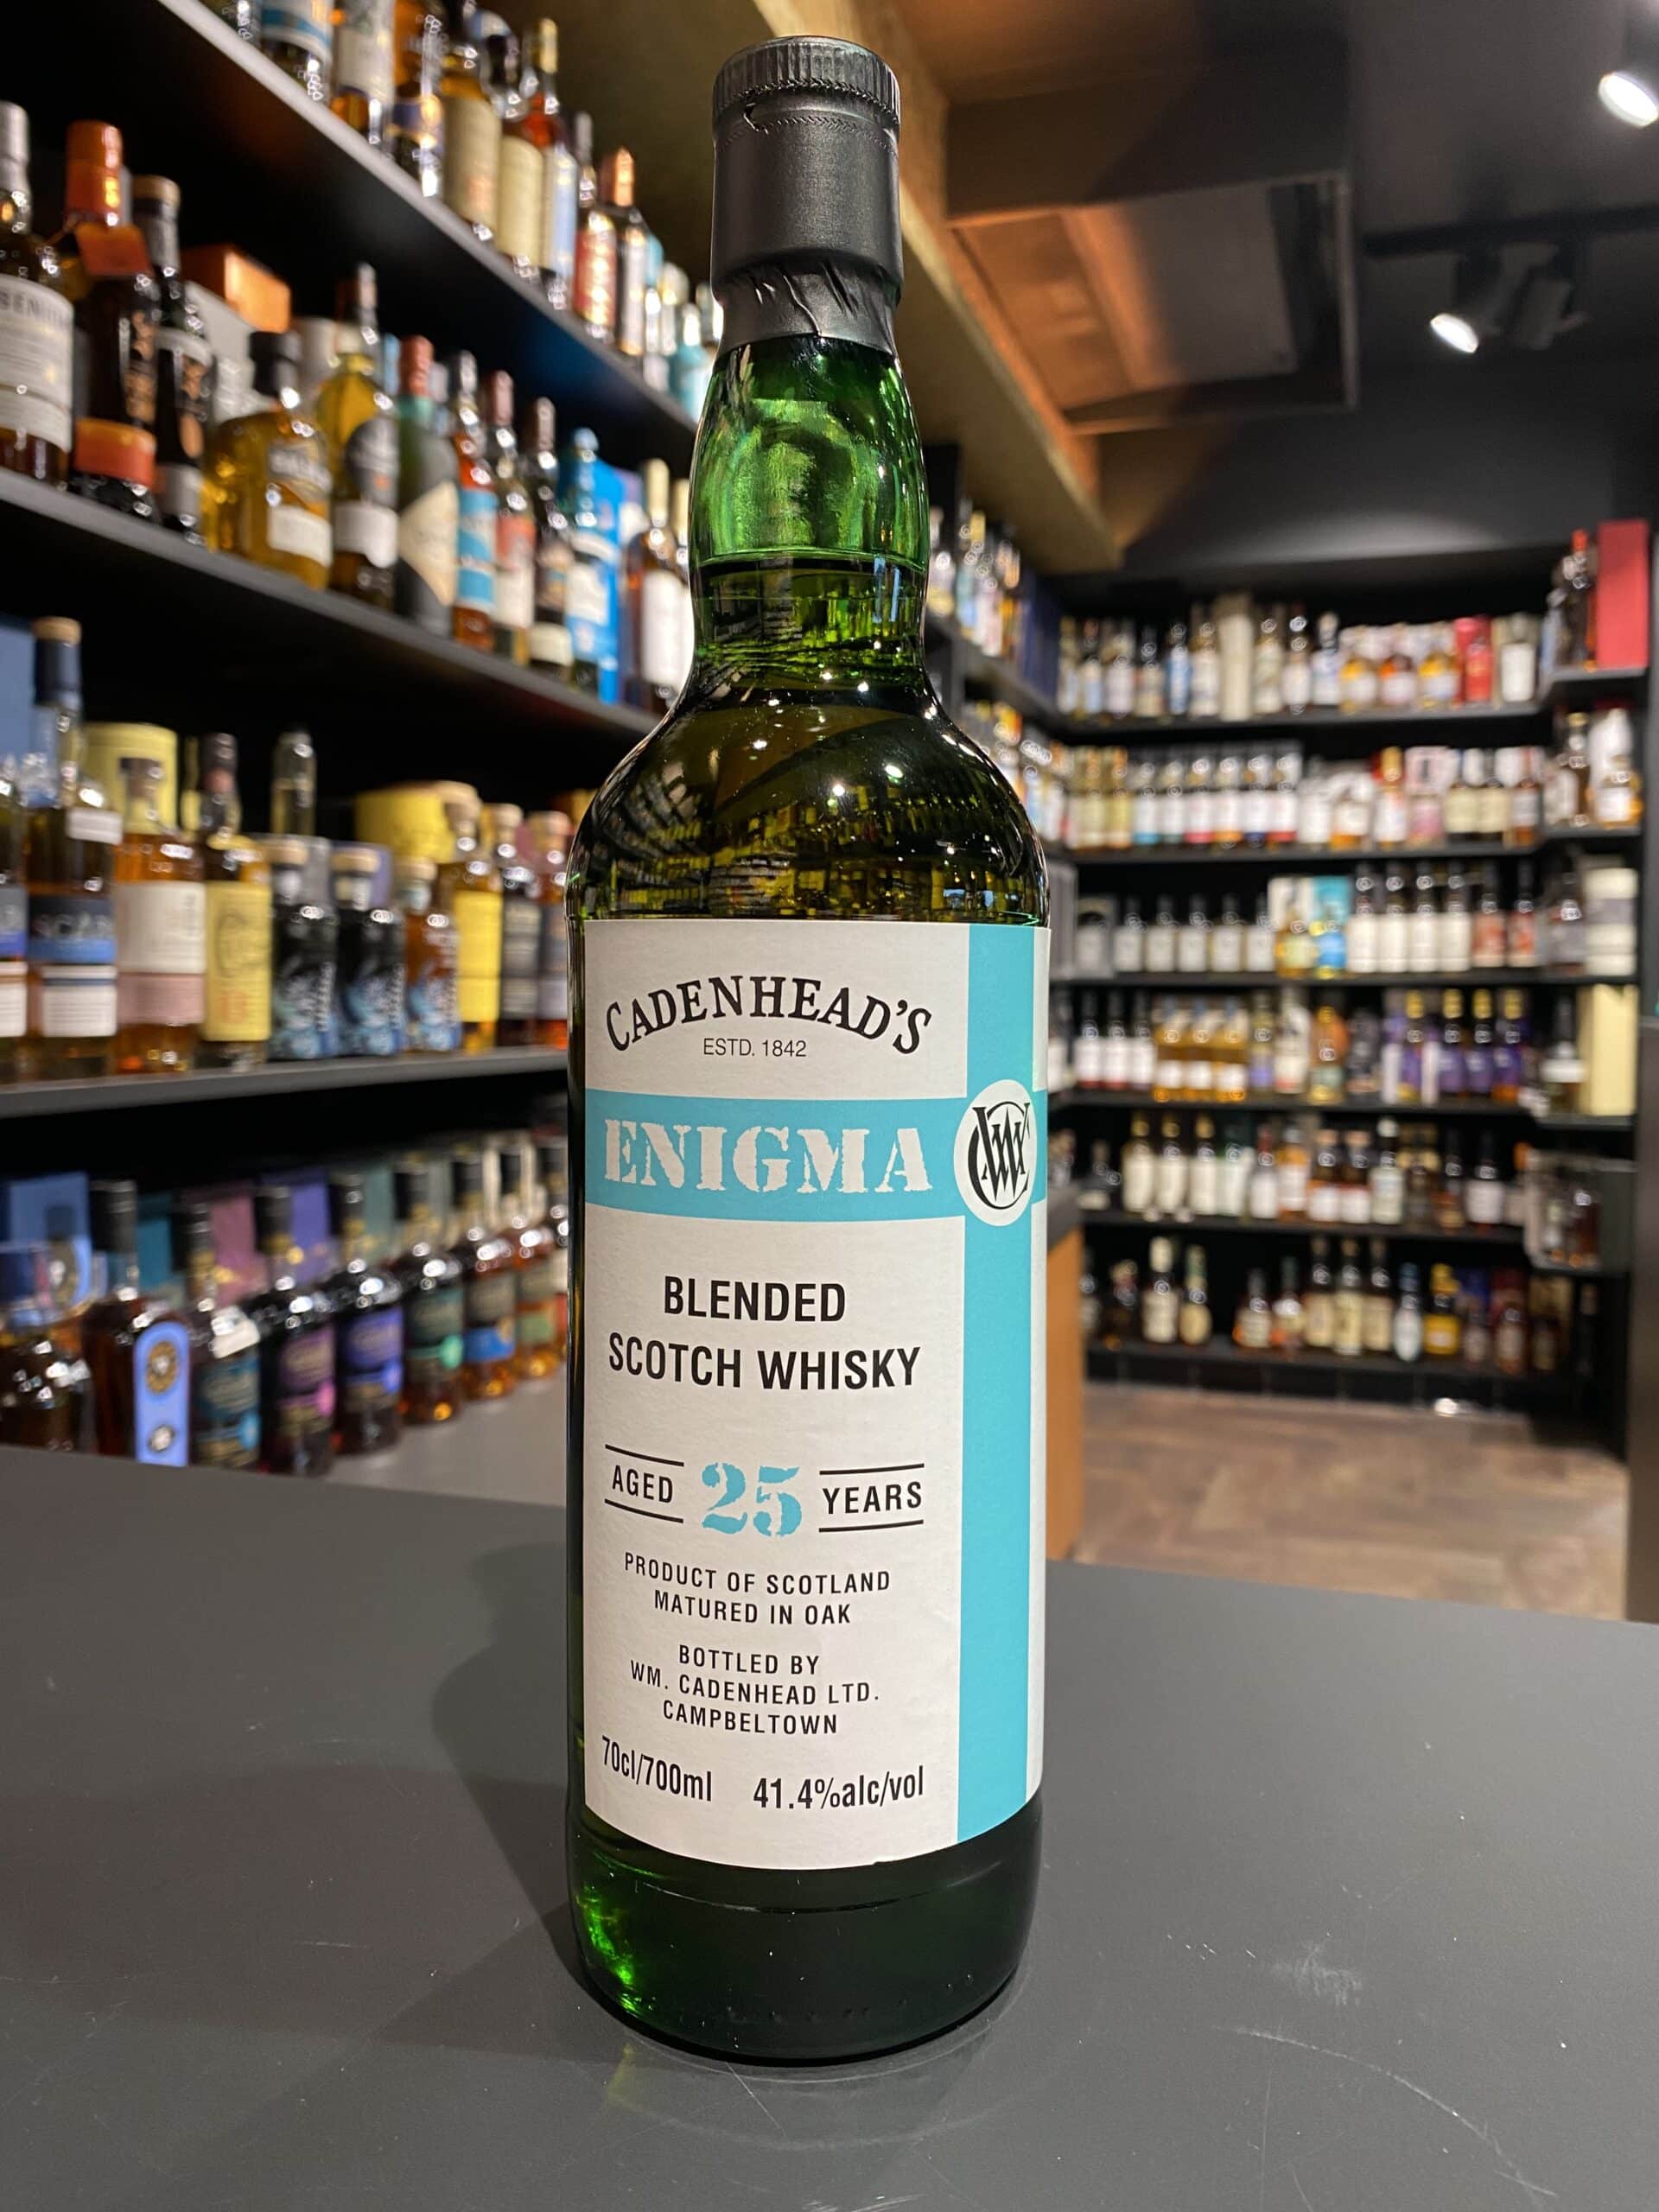 CADENHEAD'S
ESTD. 1842
ENIGMA
BLENDED
SCOTCH WHISKY
AGED 25 YEARS
PRODUCT OF SCOTLAND
MATURED IN OAK
BOTTLED BY
WM. CADENHEAD LTD.
CAMPBELTOWN
70cl/700ml 41.4%alc/vol